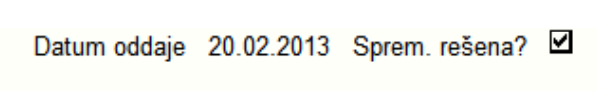 Datum oddaje 20.02.2013 Sprem. rešena? ☑